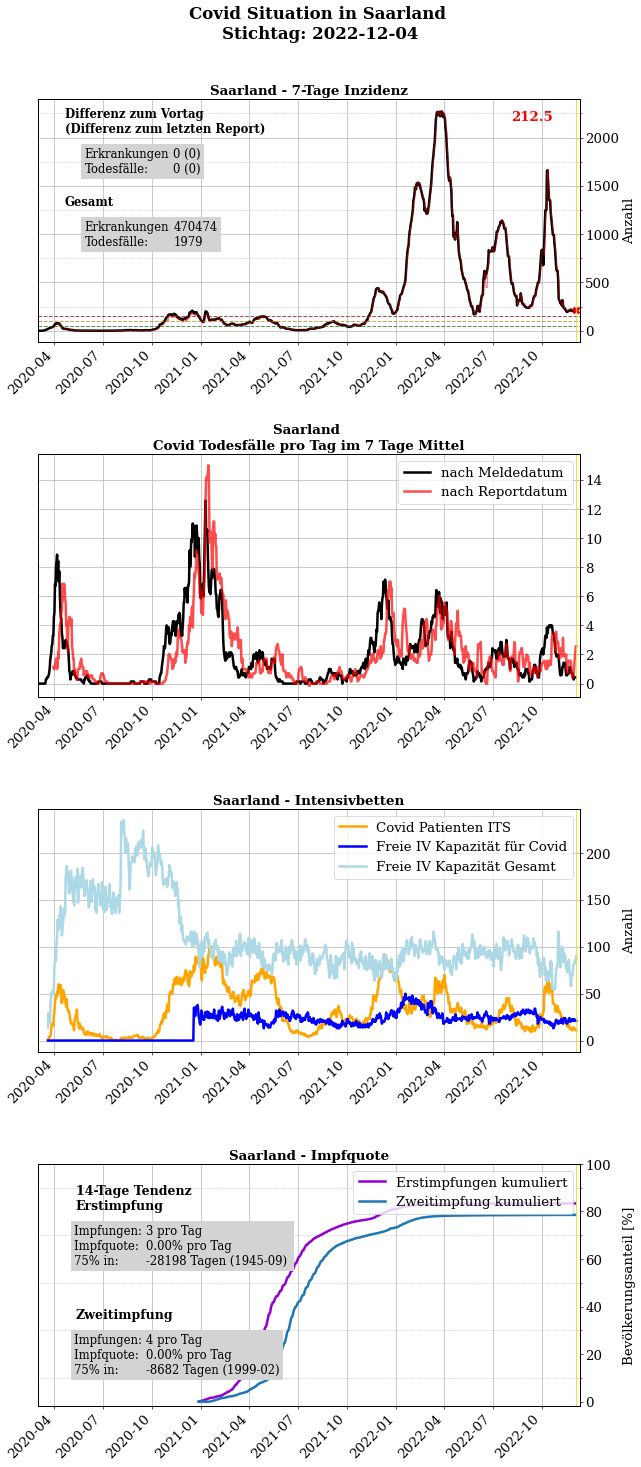 Covid Situation in Saarland
Stichtag: 2022-12-04
Saarland - 7-Tage Inzidenz
Differenz zum Vortag
(Differenz zum letzten Report)
Erkrankungen 0 (0)
Todesfälle: 0 (0)
Gesamt
Erkrankungen 470474
Todesfälle: 1979
212.5
2000
1500
1000
500
0
Anzahl
2020-04 2020-07 2020-10 2021-01 2021-04 2021-07 2021-10 2022-01 2022-04 2022-07 2022-10
Saarland
Covid Todesfälle pro Tag im 7 Tage Mittel
nach Meldedatum
nach Reportdatum
14
12
10
8
6
4
2
0
2020-04 2020-07 2020-10 2021-01 2021-04 2021-07 2021-10 2022-01 2022-04 2022-07 2022-10
Saarland - Intensivbetten
Covid Patienten ITS
Freie IV Kapazität für Covid
Freie IV Kapazität Gesamt
200
150
100
50
0
Anzahl
2020-04 2020-07 2020-10 2021-01 2021-04 2021-07 2021-10 2022-01 2022-04 2022-07 2022-10
Saarland - Impfquote
Erstimpfungen kumuliert
Zweitimpfung kumuliert
14-Tage Tendenz
Erstimpfung
Impfungen: 3 pro Tag
Impfquote: 0.00% pro Tag
75% in: -28198 Tagen (1945-09)
Zweitimpfung
Impfungen: 4 pro Tag
Impfquote: 0.00% pro Tag
75% in: -8682 Tagen (1999-02)
100
80
60
40
20
0
Bevölkerungsanteil [%]
2020-04 2020-07 2020-10 2021-01 2021-04 2021-07 2021-10 2022-01 2022-04 2022-07 2022-10